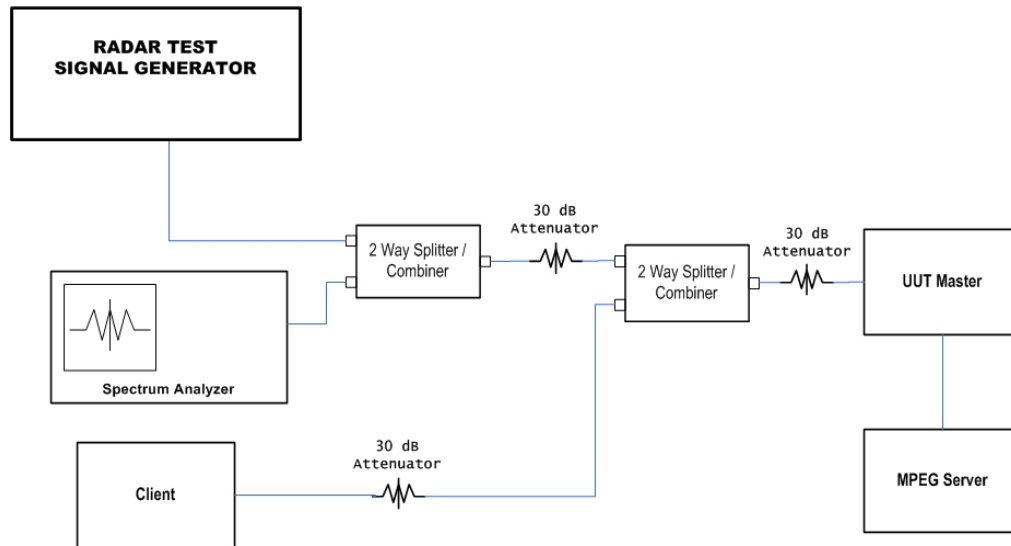 RADAR TEST
SIGNAL GENERATOR
30 dB
Attenuator
30 dB
Attenuator
2 Way Splitter /
Combiner
2 Way Splitter /
Combiner
UUT Master
Spectrum Analyzer
30 dB
Attenuator
Client
MPEG Server